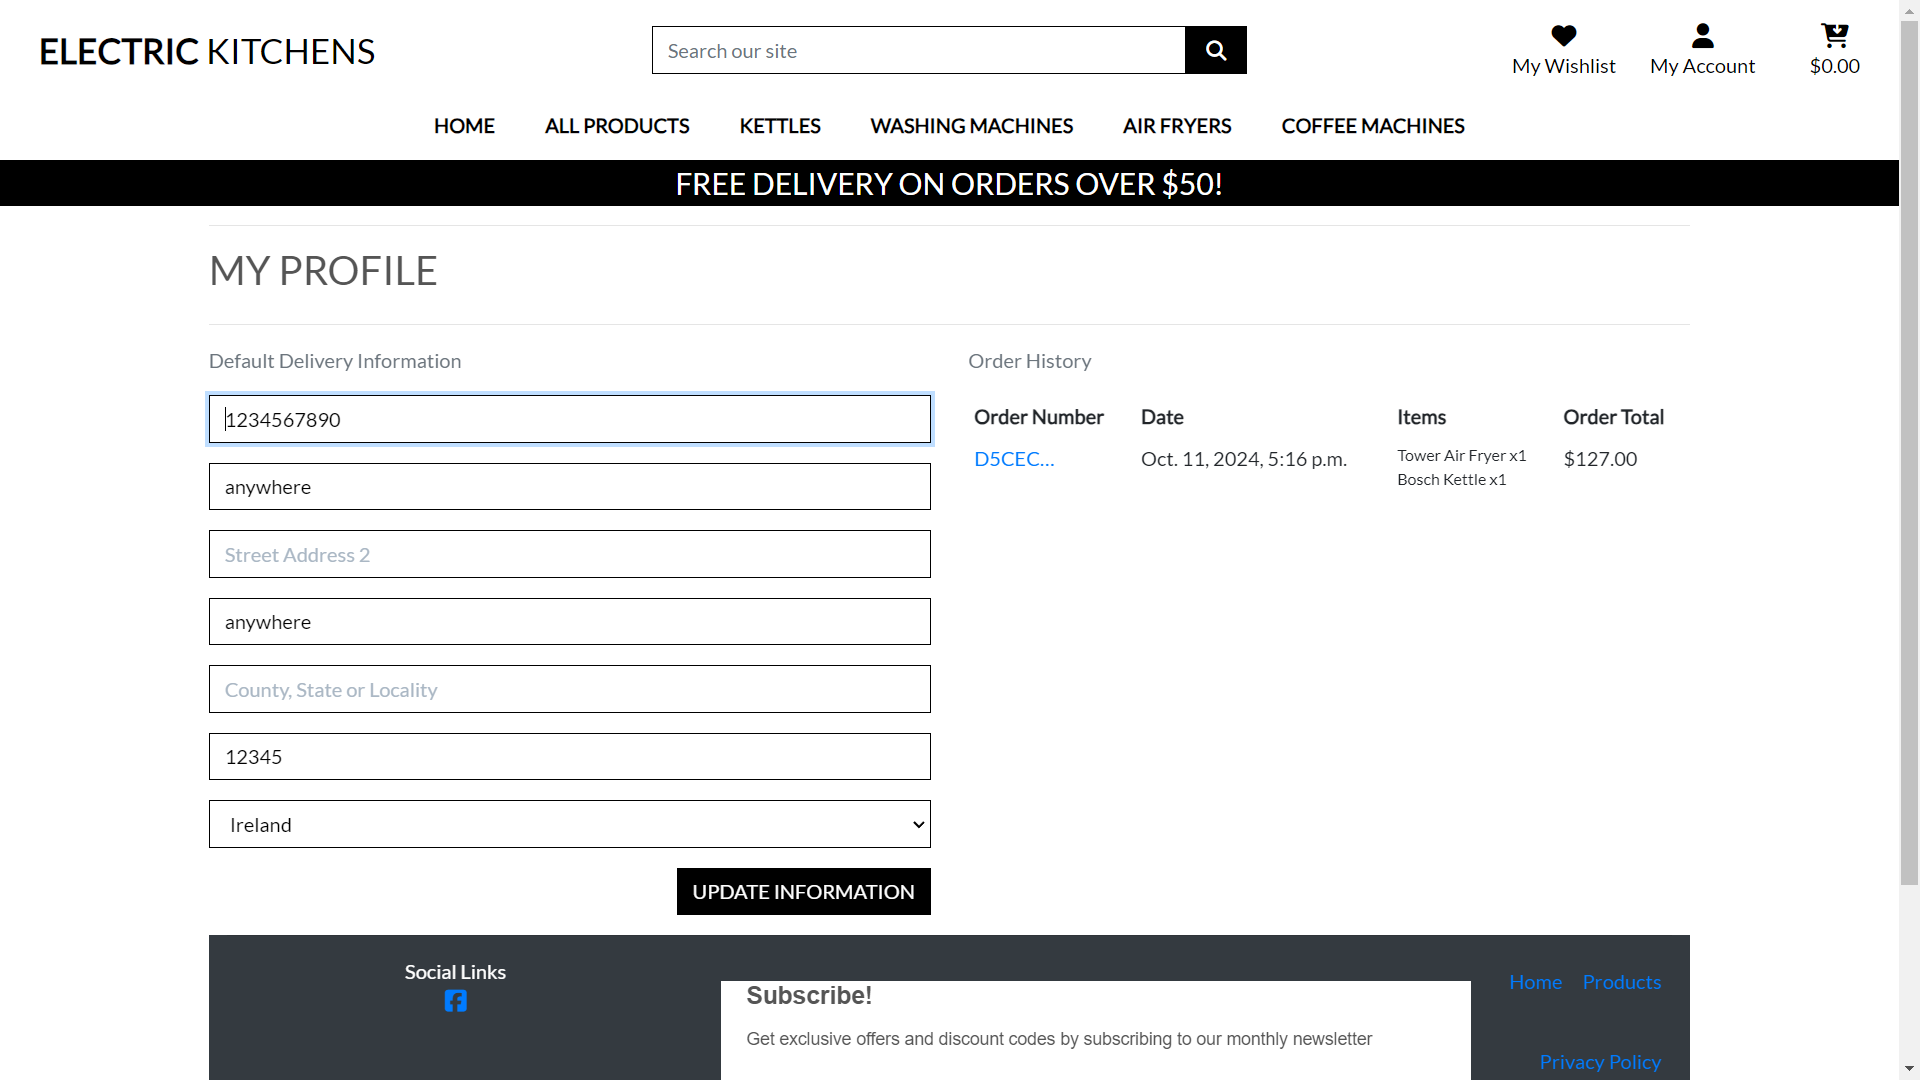 ELECTRIC KITCHENS
Search our site
My Wishlist
My Account
$0.00
HOME ALL PRODUCTS KETTLES WASHING MACHINES AIR FRYERS COFFEE MACHINES
FREE DELIVERY ON ORDERS OVER $50!
MY PROFILE
Default Delivery Information
1234567890
anywhere
Street Address 2
anywhere
County, State or Locality
12345
Ireland
UPDATE INFORMATION
Order History
Order Number Date Items Order Total
D5CEC... Oct. 11, 2024, 5:16 p.m. Tower Air Fryer x1 $127.00
Bosch Kettle x1
Social Links
Subscribe!
Get exclusive offers and discount codes by subscribing to our monthly newsletter
Home Products
Privacy Policy